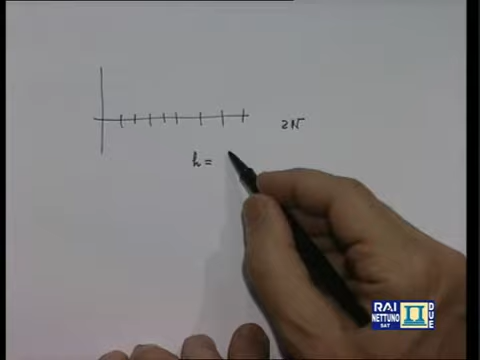 2N
h =
RAI
NETTUNO
SAT
DUE